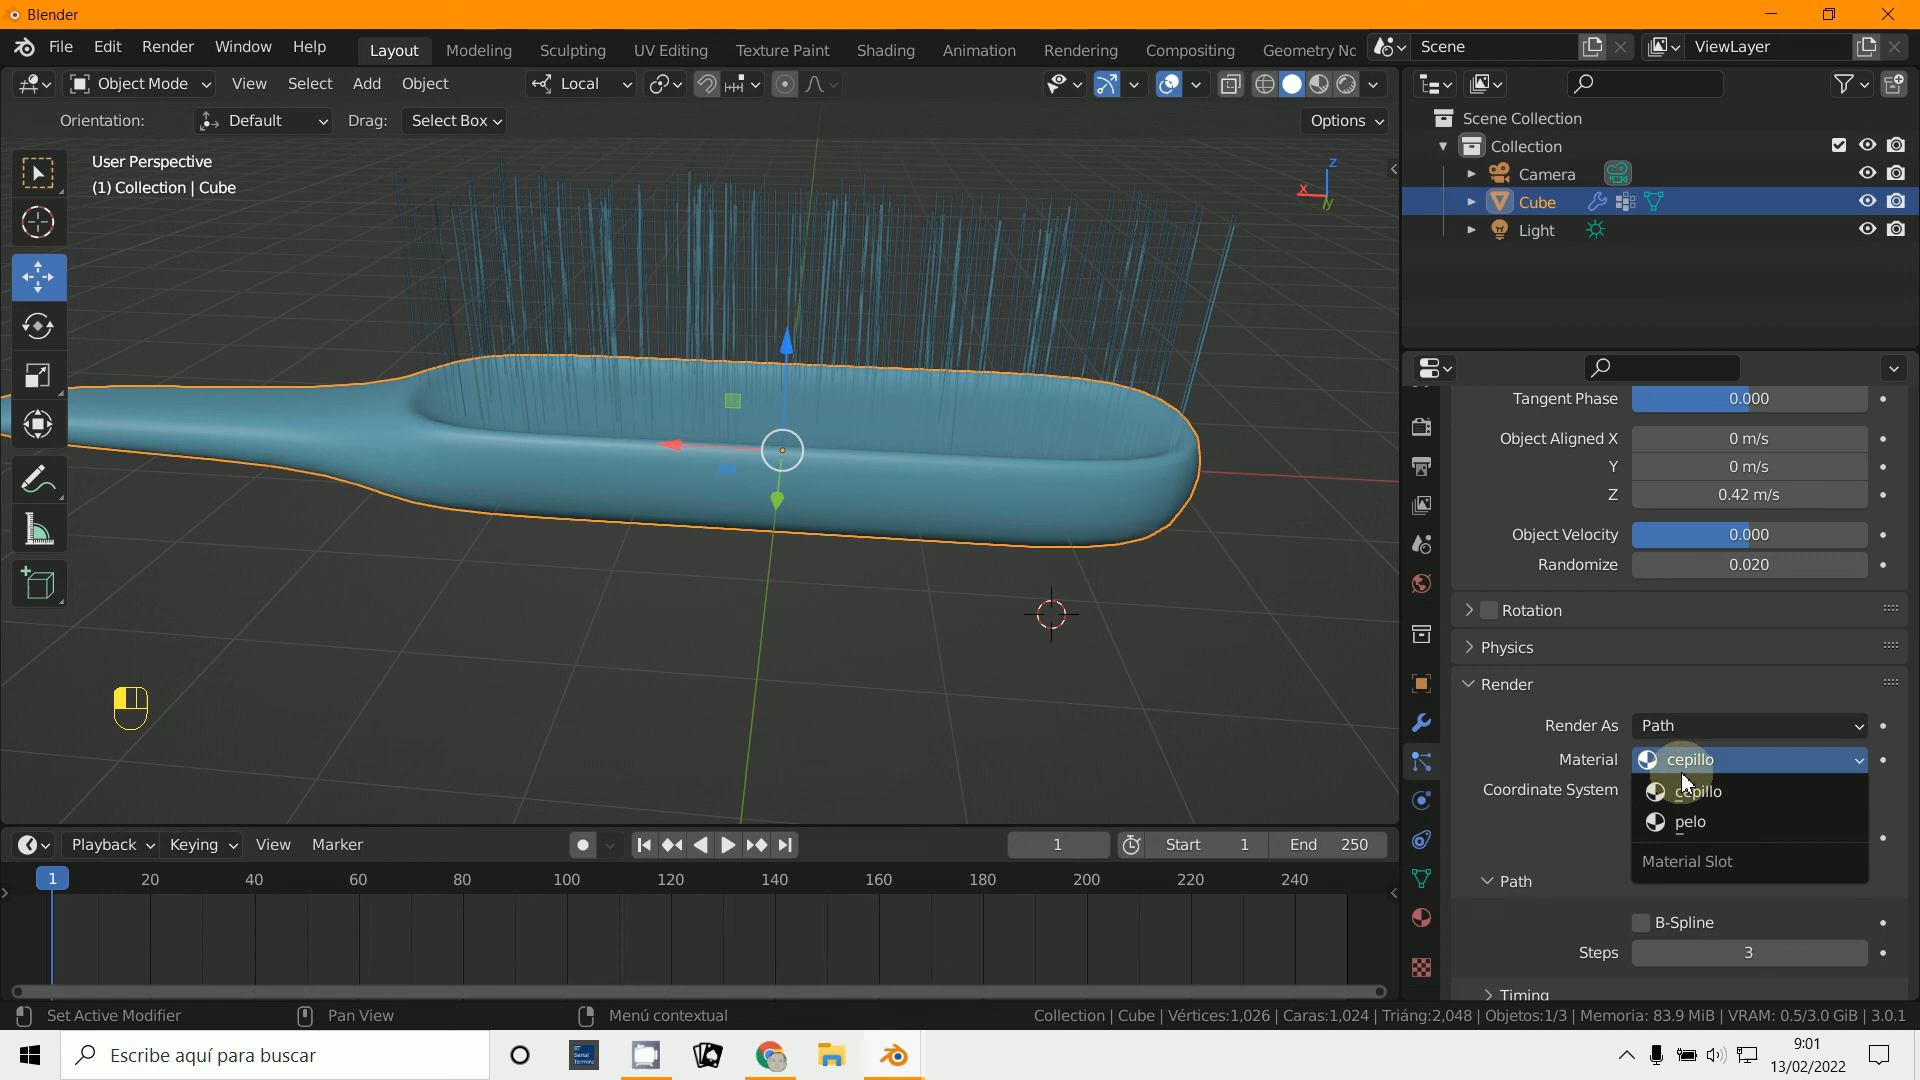 Blender
File Edit Render Window Help Layout Modeling Sculpting UV Editing Texture Paint Shading Animation Rendering Compositing Geometry Nc Scene ViewLayer
Object Mode View Select Add Object Local
Orientation: Default Drag: Select Box Options
User Perspective
(1) Collection | Cube
Z
X
Y
Scene Collection
Collection
Camera
Cube
Light
Tangent Phase 0.000
Object Aligned X 0 m/s
Y 0 m/s
Z 0.42 m/s
Object Velocity 0.000
Randomize 0.020
Rotation
Physics
Render
Render As Path
Material cepillo
Coordinate System cepillo
pelo
Material Slot
Path
B-Spline
Steps 3
Timing
Playback Keying View Marker 1 Start 1 End 250
1 20 40 60 80 100 120 140 160 180 200 220 240
Set Active Modifier Pan View Menú contextual Collection | Cube | Vértices:1,026 | Caras:1,024 | Triáng:2,048 | Objetos:1/3 | Memoria: 83.9 MiB | VRAM: 0.5/3.0 GiB | 3.0.1
Escribe aquí para buscar
9:01
13/02/2022